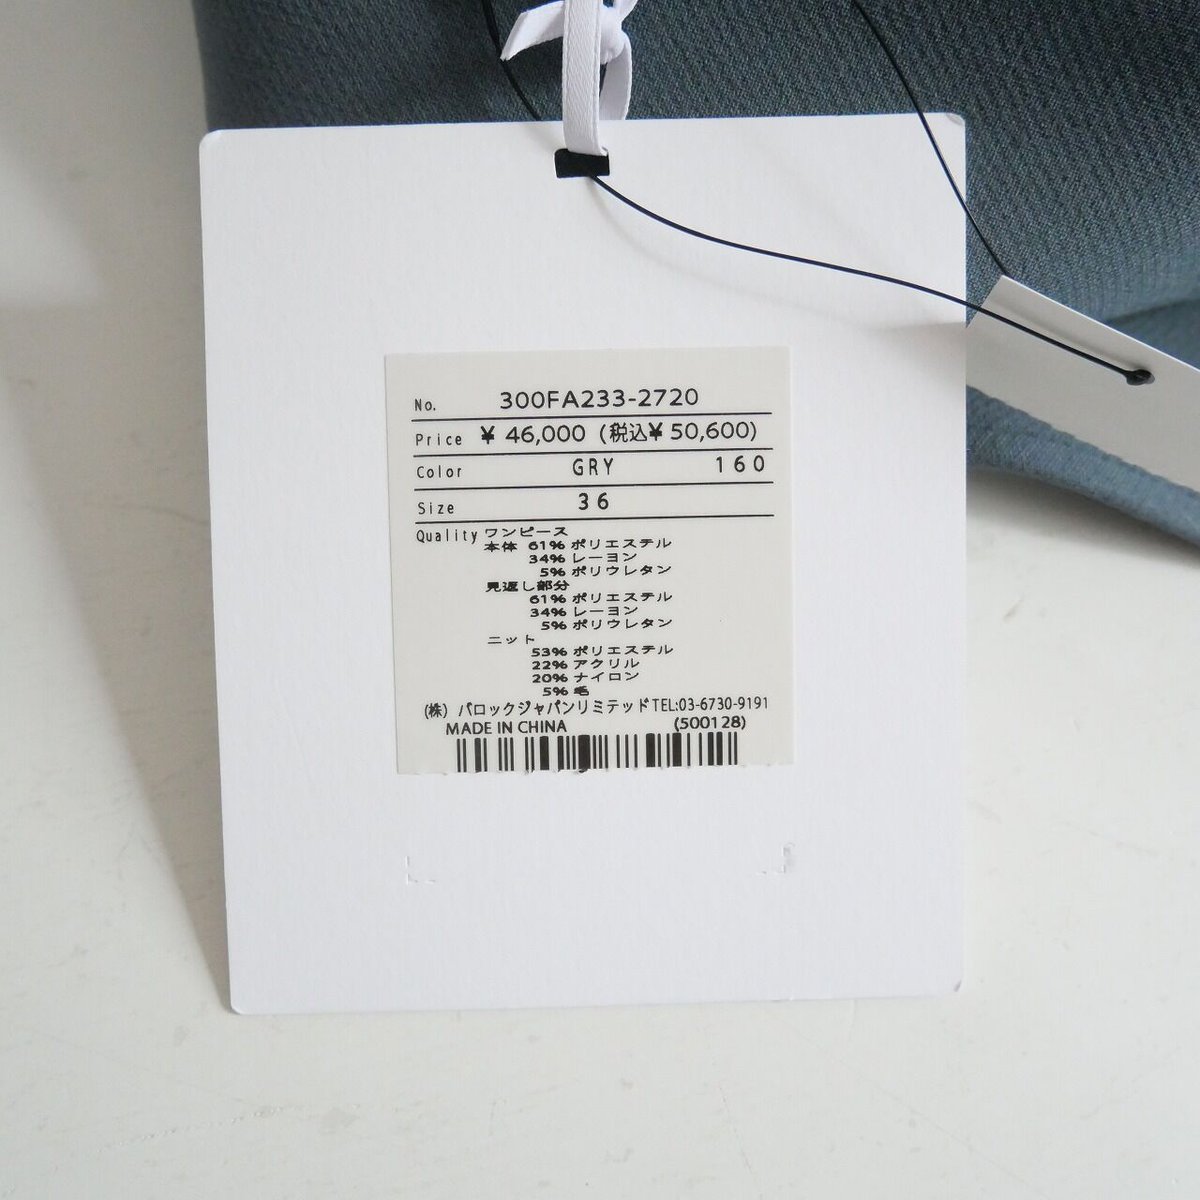 No. 300FA233-2720
Price ¥ 46,000 (税込¥ 50,600)
Color GRY 160
Size 36
Quality ワンピース
本体 61% ポリエステル
34% レーヨン
5% ポリウレタン
見返し部分
61% ポリエステル
34% レーヨン
5% ポリウレタン
ニット
53% ポリエステル
22% アクリル
20% ナイロン
5% 毛
(株) バロックジャパンリミテッド TEL:03-6730-9191
MADE IN CHINA (500128)